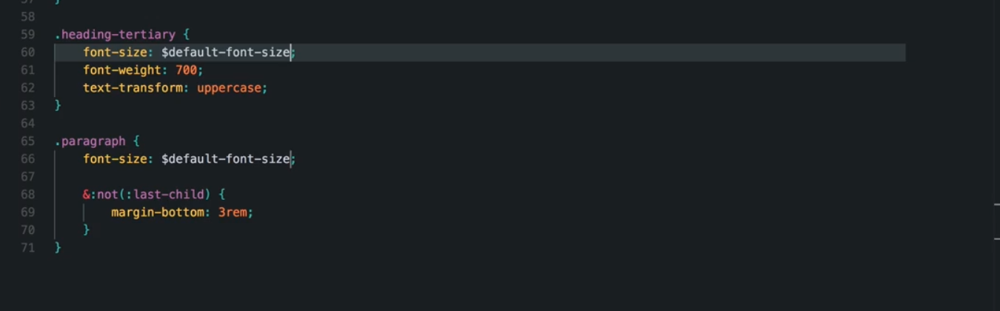 57 }
58
59 .heading-tertiary {
60     font-size: $default-font-size;
61     font-weight: 700;
62     text-transform: uppercase;
63 }
64
65 .paragraph {
66     font-size: $default-font-size;
67
68     &:not(:last-child) {
69         margin-bottom: 3rem;
70     }
71 }